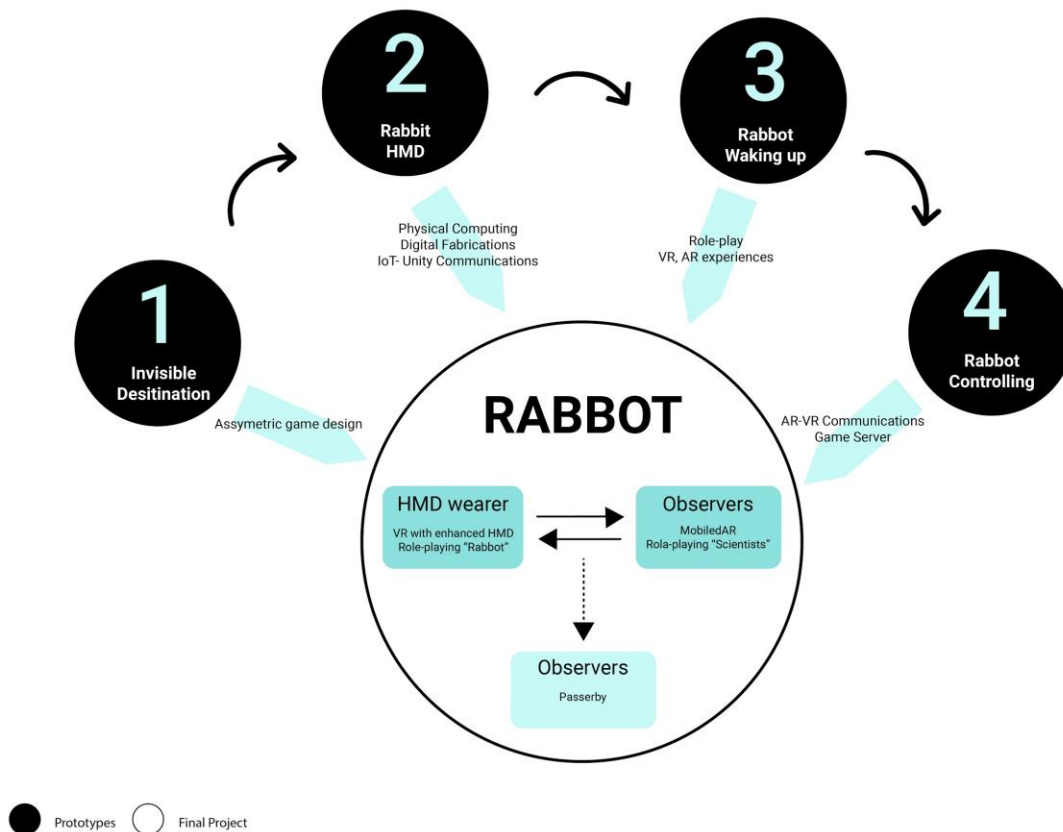 1
Invisible
Desitination
2
Rabbit
HMD
3
Rabbot
Waking up
4
Rabbot
Controlling
Assymetric game design
Physical Computing
Digital Fabrications
IoT- Unity Communications
Role-play
VR, AR experiences
AR-VR Communications
Game Server
RABBOT
HMD wearer
VR with enhanced HMD
Role-playing “Rabbot”
Observers
MobiledAR
Rola-playing “Scientists”
Observers
Passerby
Prototypes
Final Project